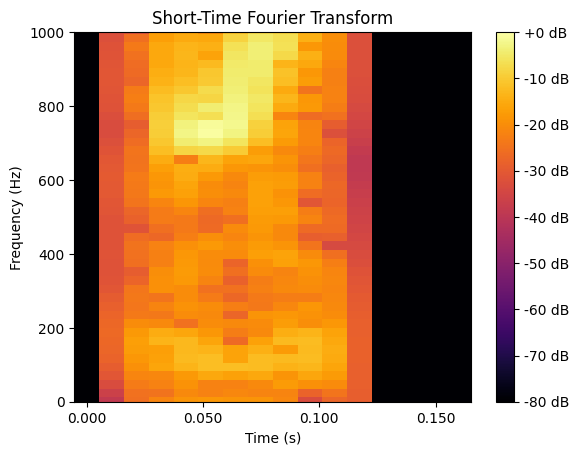 Short-Time Fourier Transform
1000
800
600
400
200
0
Frequency (Hz)
0.000
0.050
0.100
0.150
Time (s)
+0 dB
-10 dB
-20 dB
-30 dB
-40 dB
-50 dB
-60 dB
-70 dB
-80 dB